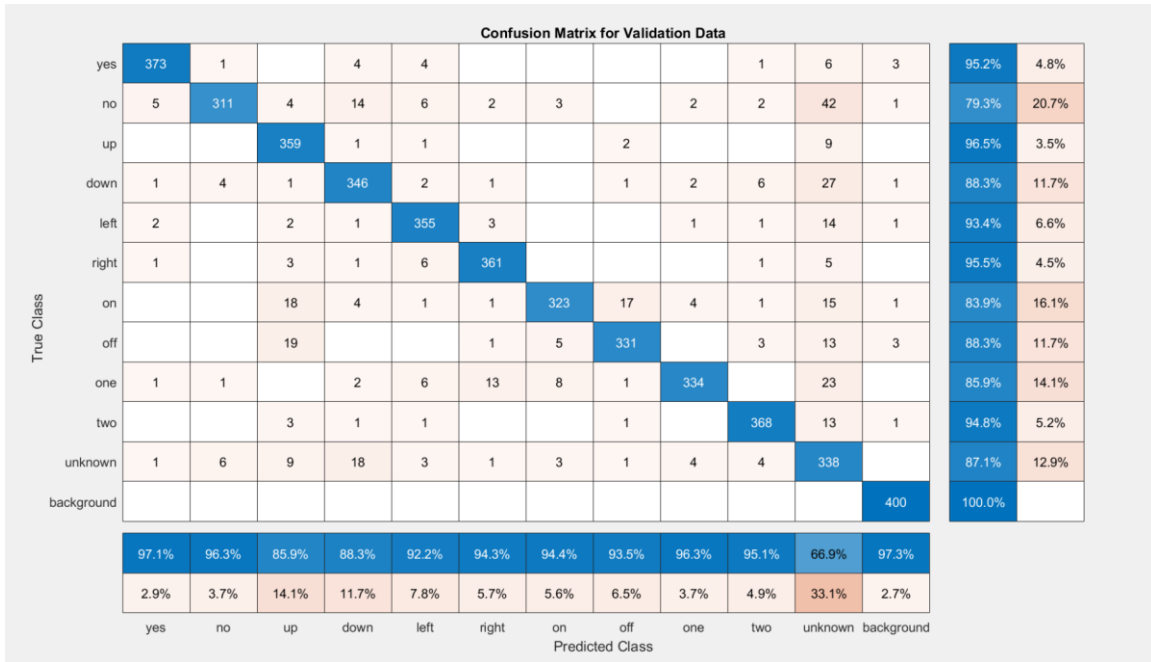 Confusion Matrix for Validation Data
yes 373 1 4 4 1 6 3 95.2% 4.8%
no 5 311 4 14 6 2 3 2 2 42 1 79.3% 20.7%
up 359 1 1 2 9 96.5% 3.5%
down 1 4 1 346 2 1 1 2 6 27 1 88.3% 11.7%
left 2 2 1 355 3 1 1 14 1 93.4% 6.6%
right 1 3 1 6 361 1 5 95.5% 4.5%
on 18 4 1 1 323 17 4 1 15 1 83.9% 16.1%
off 19 1 5 331 3 13 3 88.3% 11.7%
one 1 1 2 6 13 8 1 334 23 85.9% 14.1%
two 3 1 1 1 368 13 1 94.8% 5.2%
unknown 1 6 9 18 3 1 3 1 4 4 338 87.1% 12.9%
background 400 100.0%
True Class
97.1% 96.3% 85.9% 88.3% 92.2% 94.3% 94.4% 93.5% 96.3% 95.1% 66.9% 97.3%
2.9% 3.7% 14.1% 11.7% 7.8% 5.7% 5.6% 6.5% 3.7% 4.9% 33.1% 2.7%
yes no up down left right on off one two unknown background
Predicted Class